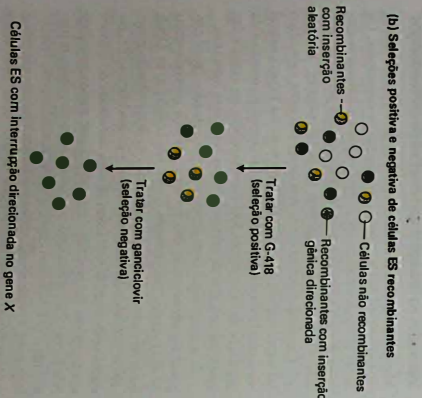 (b) Seleções positiva e negativa de células ES recombinantes
Células não recombinantes
Recombinantes
com inserção
aleatória
Recombinantes com inserção
gênica direcionada
Tratar com G-418
(seleção positiva)
Tratar com ganciclovir
(seleção negativa)
Células ES com interrupção direcionada no gene X